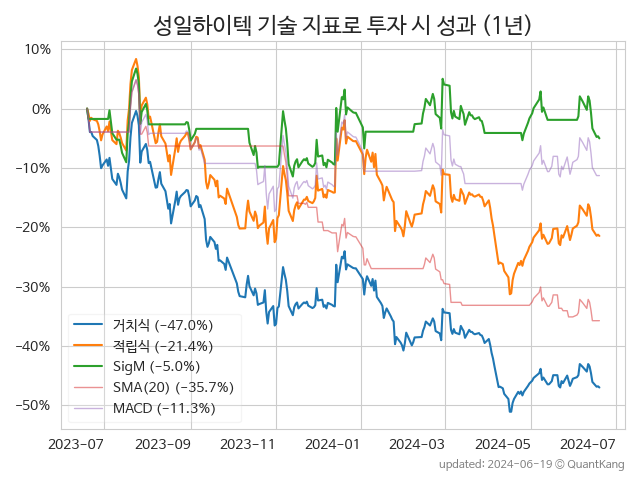 성일하이텍 기술 지표로 투자 시 성과 (1년)
10%
0%
−10%
−20%
−30%
−40%
−50%
거치식 (−47.0%)
적립식 (−21.4%)
SigM (−5.0%)
SMA(20) (−35.7%)
MACD (−11.3%)
2023−07 2023−09 2023−11 2024−01 2024−03 2024−05 2024−07
updated: 2024−06−19 ⓒ QuantKang